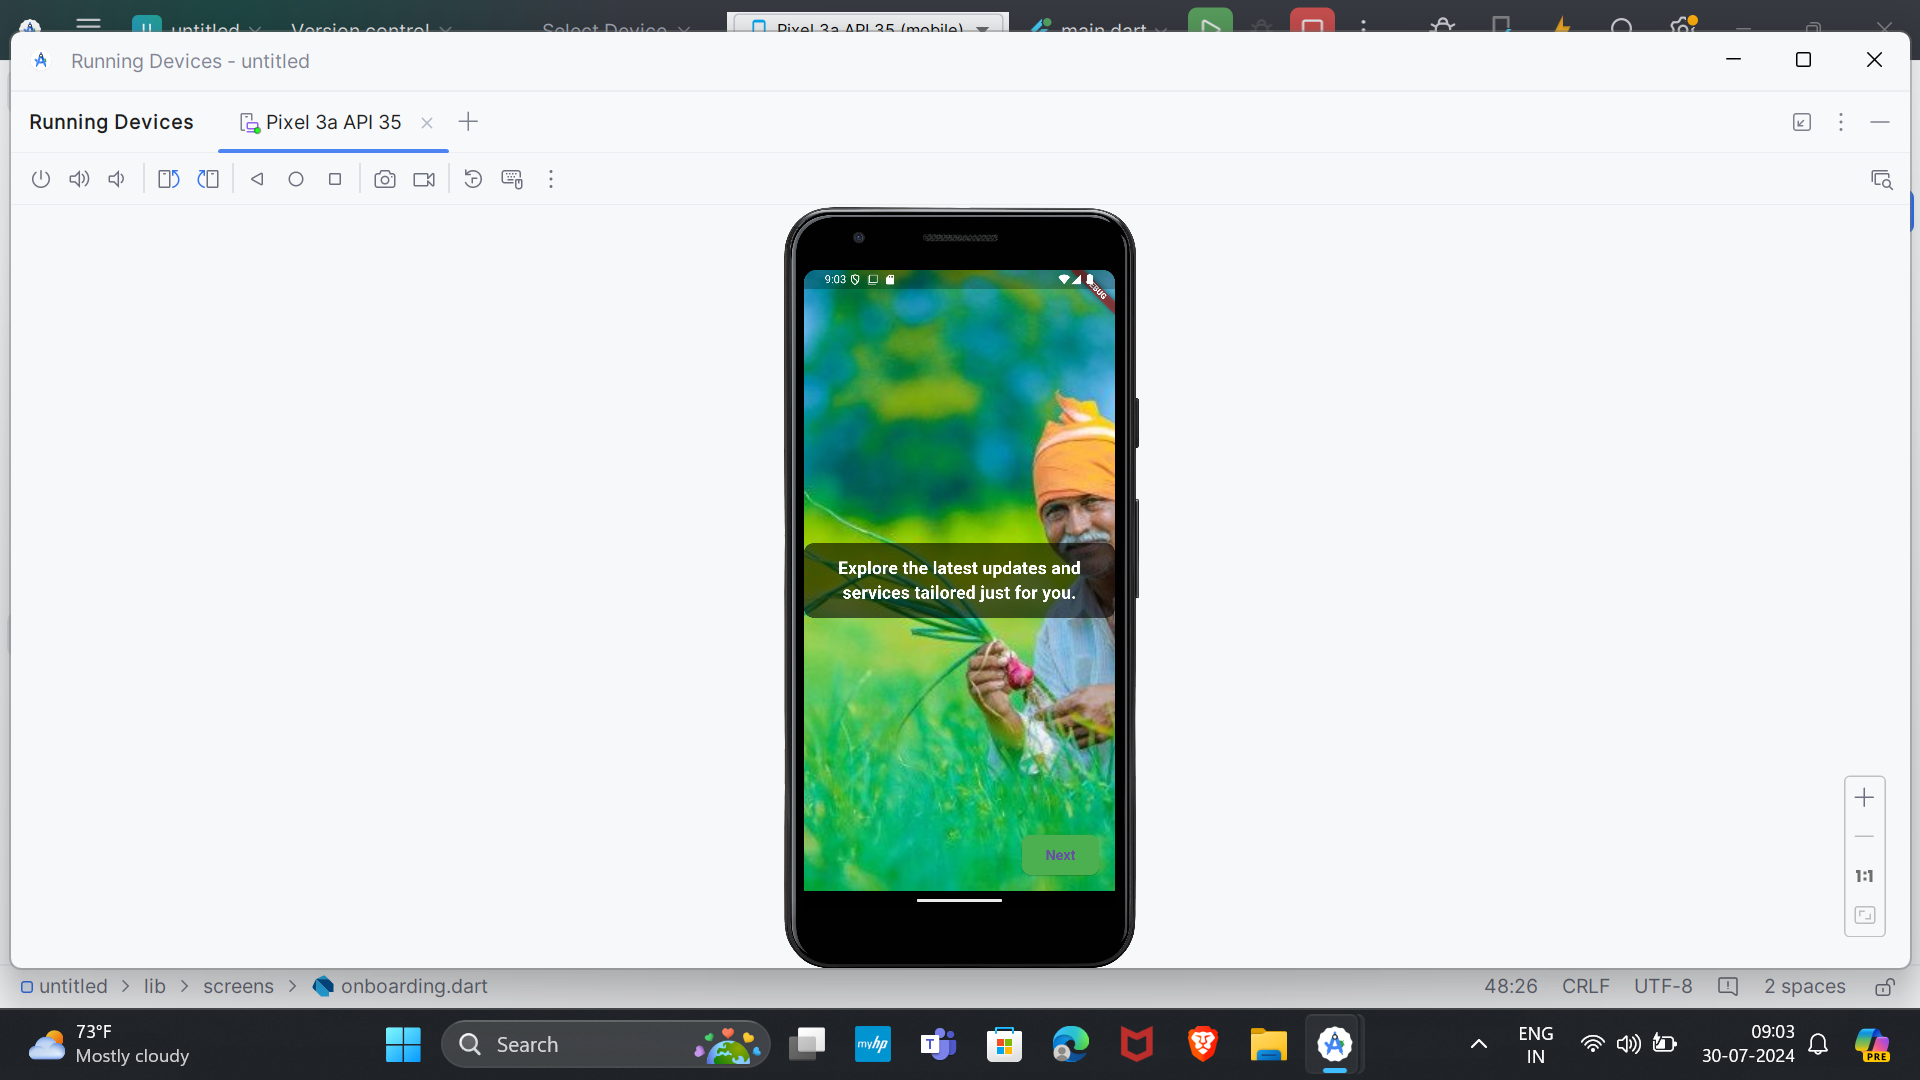 untitled
Version control
Select Device
Pixel 3a API 35 (mobile)
main.dart
Running Devices - untitled
Running Devices
Pixel 3a API 35
9:03
Explore the latest updates and
services tailored just for you.
Next
1:1
untitled > lib > screens > onboarding.dart
48:26
CRLF
UTF-8
2 spaces
73°F
Mostly cloudy
Search
myhp
T
ENG
IN
09:03
30-07-2024
PRE